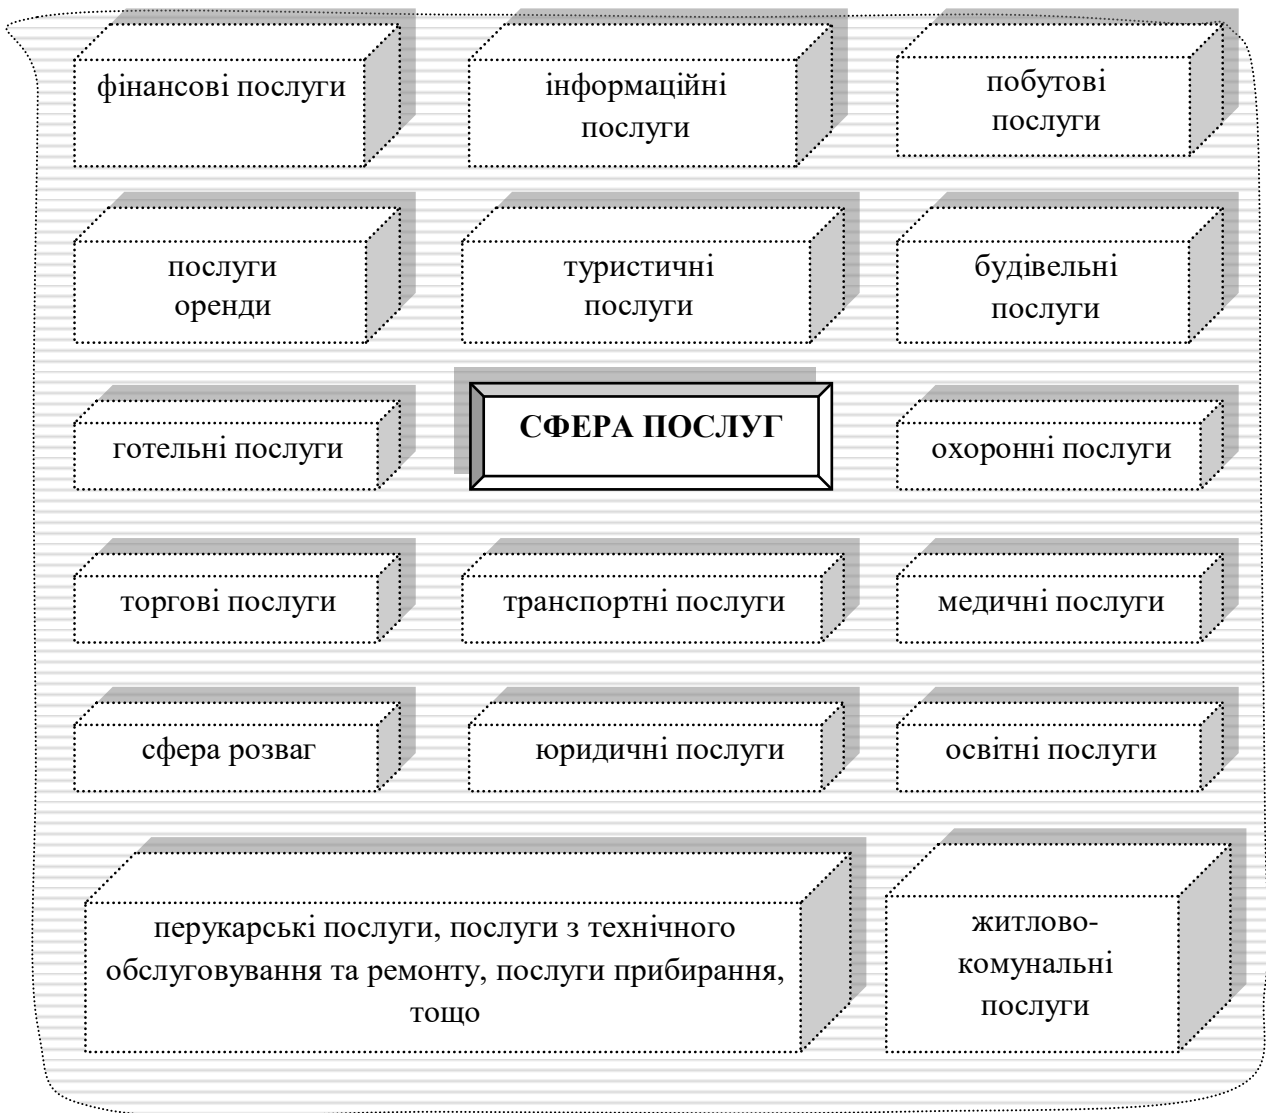 фінансові послуги
інформаційні
послуги
побутові
послуги
послуги
оренди
туристичні
послуги
будівельні
послуги
готельні послуги
СФЕРА ПОСЛУГ
охоронні послуги
торгові послуги
транспортні послуги
медичні послуги
сфера розваг
юридичні послуги
освітні послуги
перукарські послуги, послуги з технічного
обслуговування та ремонту, послуги прибирання,
тощо
житлово-
комунальні
послуги